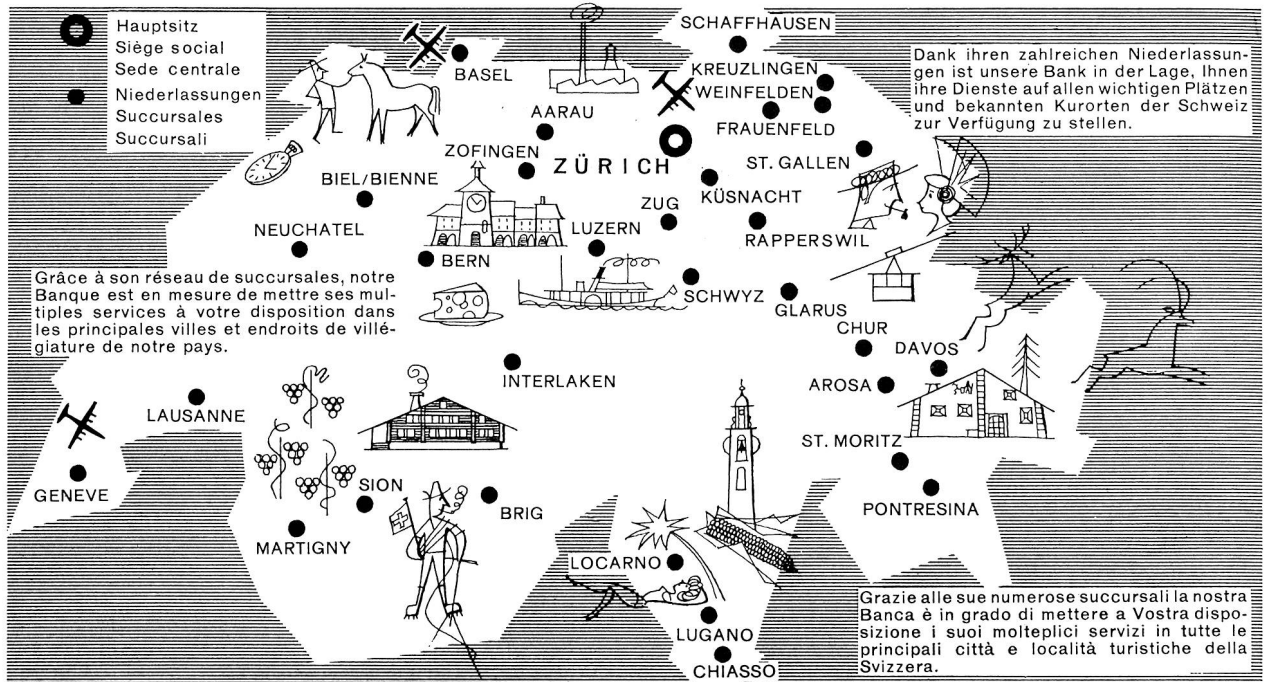 Hauptsitz
Siège social
Sede centrale
Niederlassungen
Succursales
Succursali
Dank ihren zahlreichen Niederlassun-
gen ist unsere Bank in der Lage, Ihnen
ihre Dienste auf allen wichtigen Plätzen
und bekannten Kurorten der Schweiz
zur Verfügung zu stellen.
SCHAFFHAUSEN
BASEL
KREUZLINGEN
WEINFELDEN
AARAU
FRAUENFELD
ZOFINGEN
ZÜRICH
ST. GALLEN
BIEL/BIENNE
KÜSNACHT
ZUG
NEUCHATEL
LUZERN
RAPPERSWIL
BERN
Grâce à son réseau de succursales, notre
Banque est en mesure de mettre ses mul-
tiples services à votre disposition dans
les principales villes et endroits de villé-
giature de notre pays.
SCHWYZ
GLARUS
CHUR
DAVOS
INTERLAKEN
AROSA
LAUSANNE
ST. MORITZ
GENEVE
SION
BRIG
PONTRESINA
MARTIGNY
LOCARNO
LUGANO
CHIASSO
Grazie alle sue numerose succursali la nostra
Banca è in grado di mettere a Vostra dispo-
sizione i suoi molteplici servizi in tutte le
principali città e località turistiche della
Svizzera.